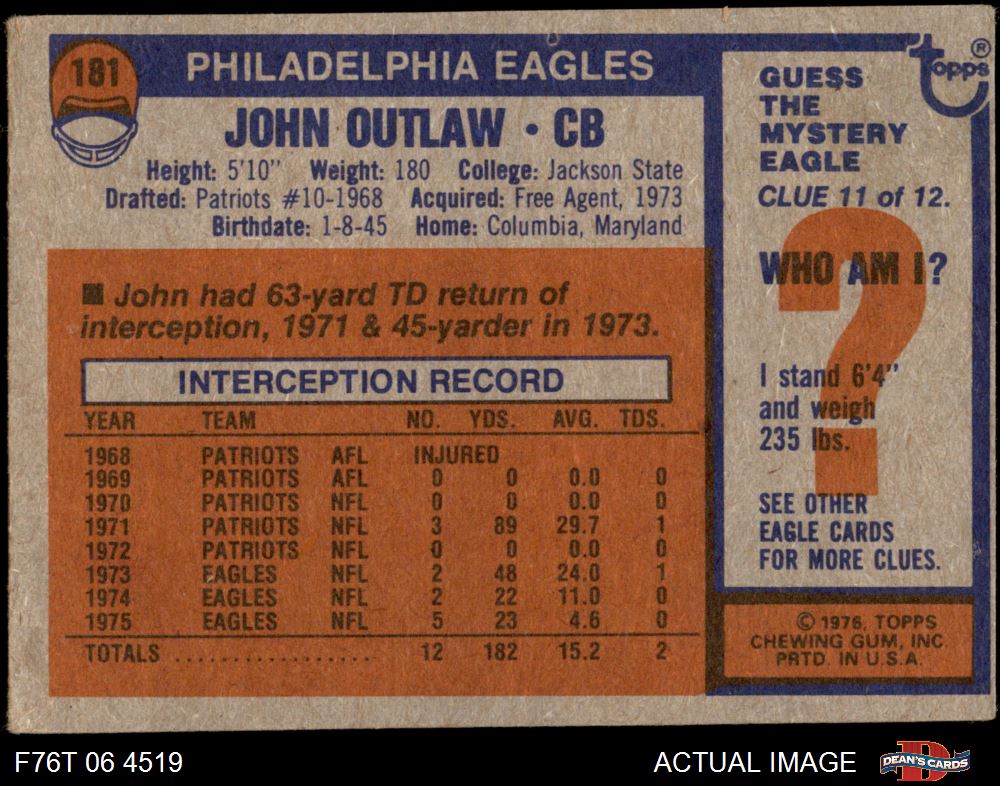 181
PHILADELPHIA EAGLES
JOHN OUTLAW • CB
Height: 5'10" Weight: 180 College: Jackson State
Drafted: Patriots #10-1968 Acquired: Free Agent, 1973
Birthdate: 1-8-45 Home: Columbia, Maryland
■ John had 63-yard TD return of
interception, 1971 & 45-yarder in 1973.
INTERCEPTION RECORD
YEAR TEAM NO. YDS. AVG. TDS.
1968 PATRIOTS AFL INJURED
1969 PATRIOTS AFL 0 0 0.0 0
1970 PATRIOTS NFL 0 0 0.0 0
1971 PATRIOTS NFL 3 89 29.7 1
1972 PATRIOTS NFL 0 0 0.0 0
1973 EAGLES NFL 2 48 24.0 1
1974 EAGLES NFL 2 22 11.0 0
1975 EAGLES NFL 5 23 4.6 0
TOTALS .................. 12 182 15.2 2
topps ®
GUESS
THE
MYSTERY
EAGLE
CLUE 11 of 12.
WHO AM I?
?
I stand 6'4"
and weigh
235 lbs.
SEE OTHER
EAGLE CARDS
FOR MORE CLUES.
© 1976, TOPPS
CHEWING GUM, INC.
PRTD. IN U.S.A.
F76T 06 4519
ACTUAL IMAGE
D
DEAN'S CARDS